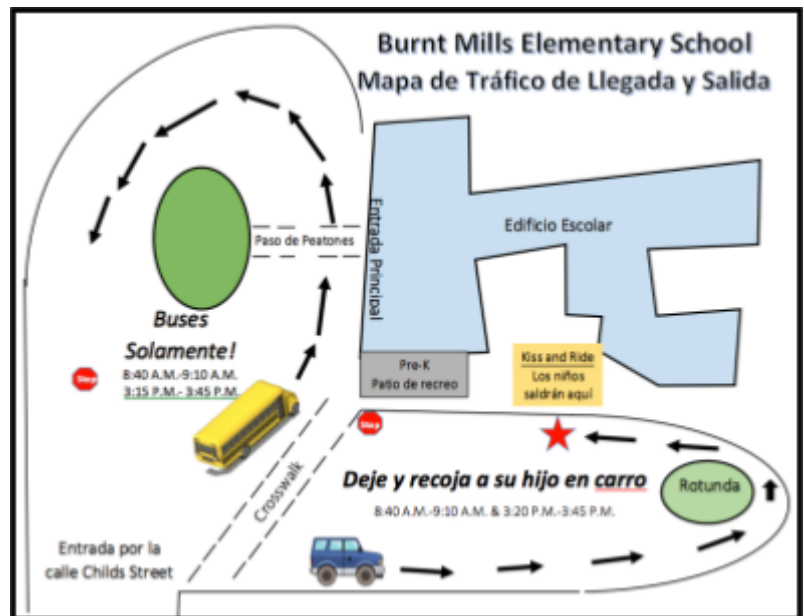 Burnt Mills Elementary School
Mapa de Tráfico de Llegada y Salida
Paso de Peatones
Entrada Principal
Edificio Escolar
Buses
Solamente!
8:40 A.M.-9:10 A.M.
3:15 P.M.- 3:45 P.M.
Stop
Pre-K
Patio de recreo
Kiss and Ride
Los niños
saldrán aquí
Stop
Crosswalk
Deje y recoja a su hijo en carro
8:40 A.M.-9:10 A.M. & 3:20 P.M.-3:45 P.M.
Rotunda
Entrada por la
calle Childs Street